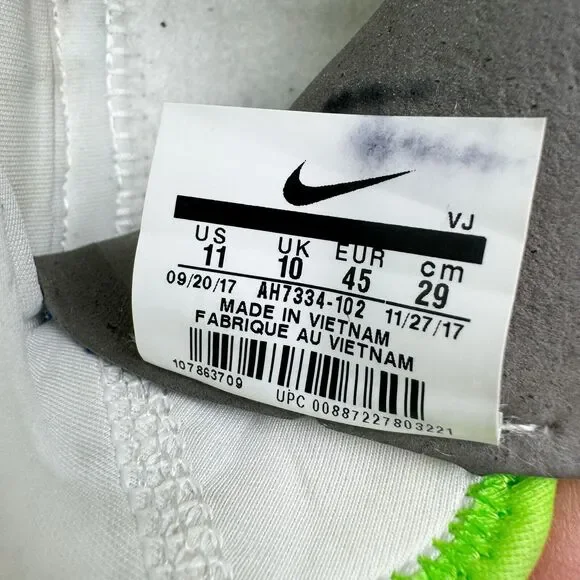 VJ
US UK EUR cm
11 10 45 29
09/20/17 AH7334-102 11/27/17
MADE IN VIETNAM
FABRIQUE AU VIETNAM
107863709
UPC 00887227803221